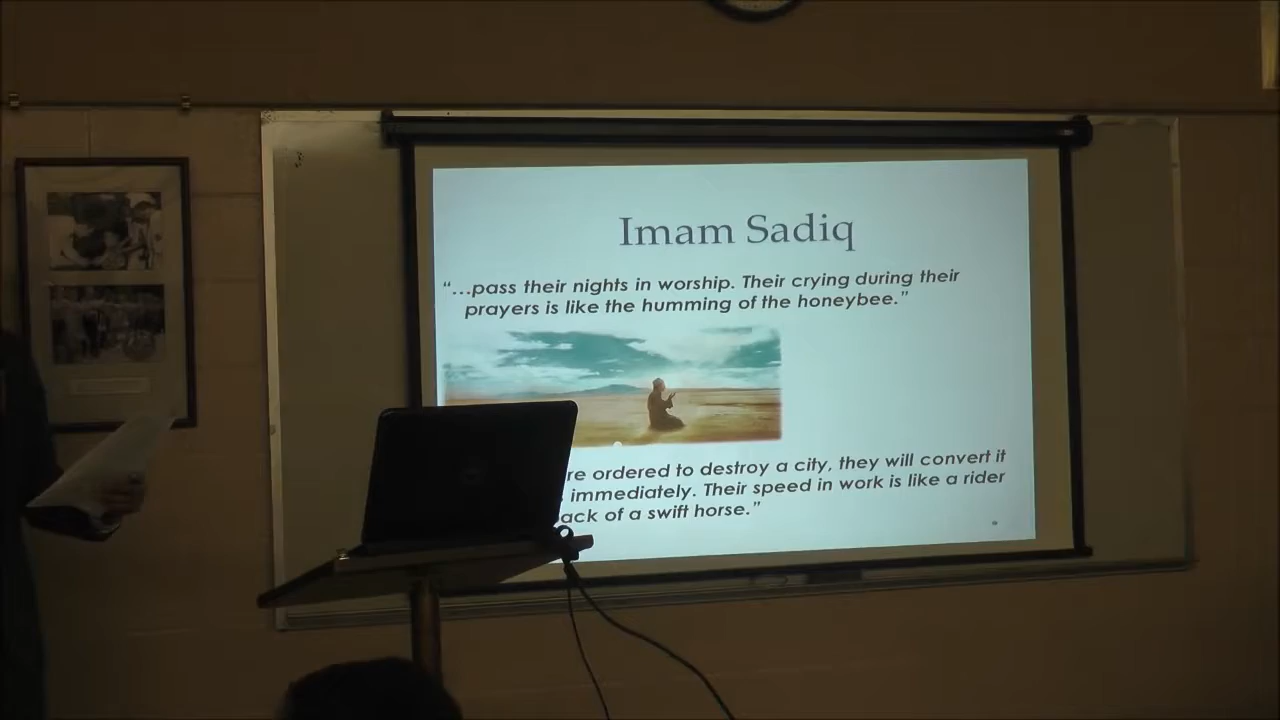 Imam Sadiq
“...pass their nights in worship. Their crying during their
prayers is like the humming of the honeybee.”
ordered to destroy a city, they will convert it
immediately. Their speed in work is like a rider
of a swift horse.”